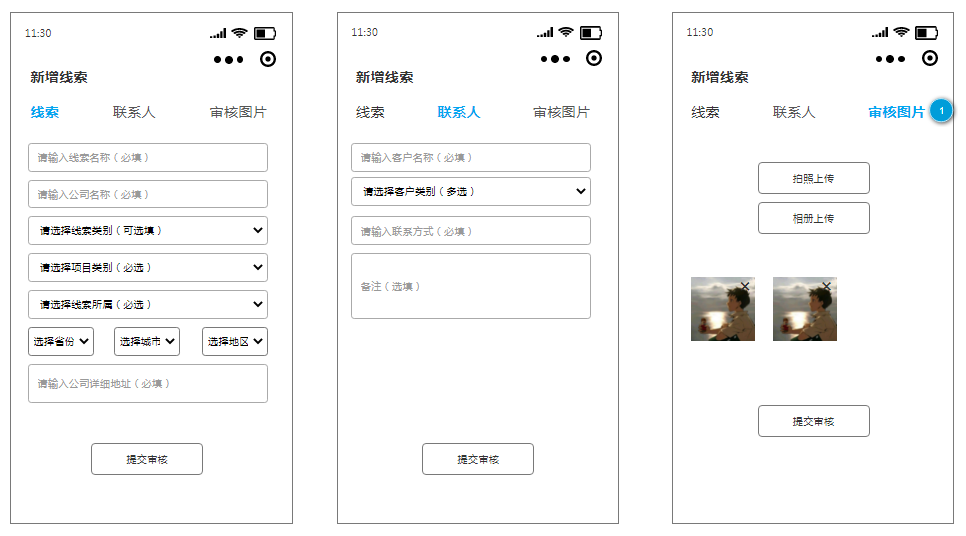 11:30
新增线索
线索 联系人 审核图片
请输入线索名称（必填）
请输入公司名称（必填）
请选择线索类别（可选填）
请选择项目类别（必选）
请选择线索所属（必选）
选择省份 选择城市 选择地区
请输入公司详细地址（必填）
提交审核
11:30
新增线索
线索 联系人 审核图片
请输入客户名称（必填）
请选择客户类别（多选）
请输入联系方式（必填）
备注（选填）
提交审核
11:30
新增线索
线索 联系人 审核图片 1
拍照上传
相册上传
提交审核